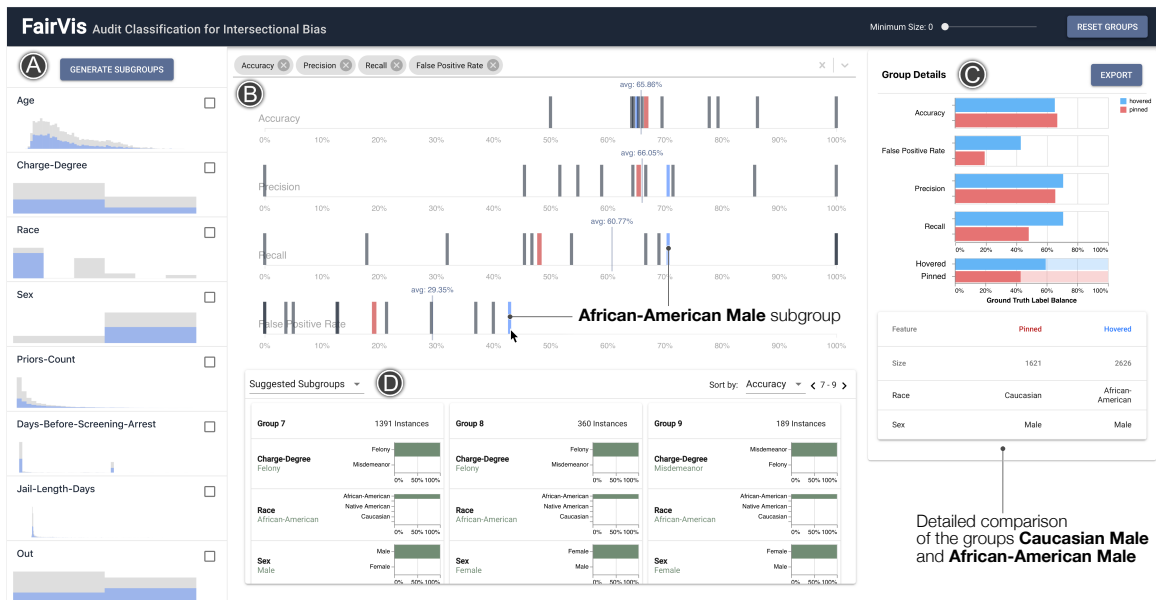 FairVis Audit Classification for Intersectional Bias
Minimum Size: 0
RESET GROUPS
A
GENERATE SUBGROUPS
Age
Charge-Degree
Race
Sex
Priors-Count
Days-Before-Screening-Arrest
Jail-Length-Days
Out
Accuracy
Precision
Recall
False Positive Rate
B
avg: 65.86%
Accuracy
0% 10% 20% 30% 40% 50% 60% 70% 80% 90% 100%
avg: 66.05%
Precision
0% 10% 20% 30% 40% 50% 60% 70% 80% 90% 100%
avg: 60.77%
Recall
0% 10% 20% 30% 40% 50% 60% 70% 80% 90% 100%
avg: 29.35%
False Positive Rate
0% 10% 20% 30% 40% 50% 60% 70% 80% 90% 100%
African-American Male subgroup
Suggested Subgroups
D
Sort by: Accuracy
7 - 9
Group 7 1391 Instances
Charge-Degree
Felony
Felony
Misdemeanor
0% 50% 100%
Race
African-American
African-American
Native American
Caucasian
0% 50% 100%
Sex
Male
Male
Female
0% 50% 100%
Group 8 360 Instances
Charge-Degree
Felony
Felony
Misdemeanor
0% 50% 100%
Race
African-American
African-American
Native American
Caucasian
0% 50% 100%
Sex
Female
Female
Male
0% 50% 100%
Group 9 189 Instances
Charge-Degree
Misdemeanor
Misdemeanor
Felony
0% 50% 100%
Race
African-American
African-American
Native American
Caucasian
0% 50% 100%
Sex
Female
Female
Male
0% 50% 100%
Group Details
C
EXPORT
hovered
pinned
Accuracy
False Positive Rate
Precision
Recall
0% 20% 40% 60% 80% 100%
Hovered
Pinned
0% 20% 40% 60% 80% 100%
Ground Truth Label Balance
Feature Pinned Hovered
Size 1621 2626
Race Caucasian African-
American
Sex Male Male
Detailed comparison
of the groups Caucasian Male
and African-American Male